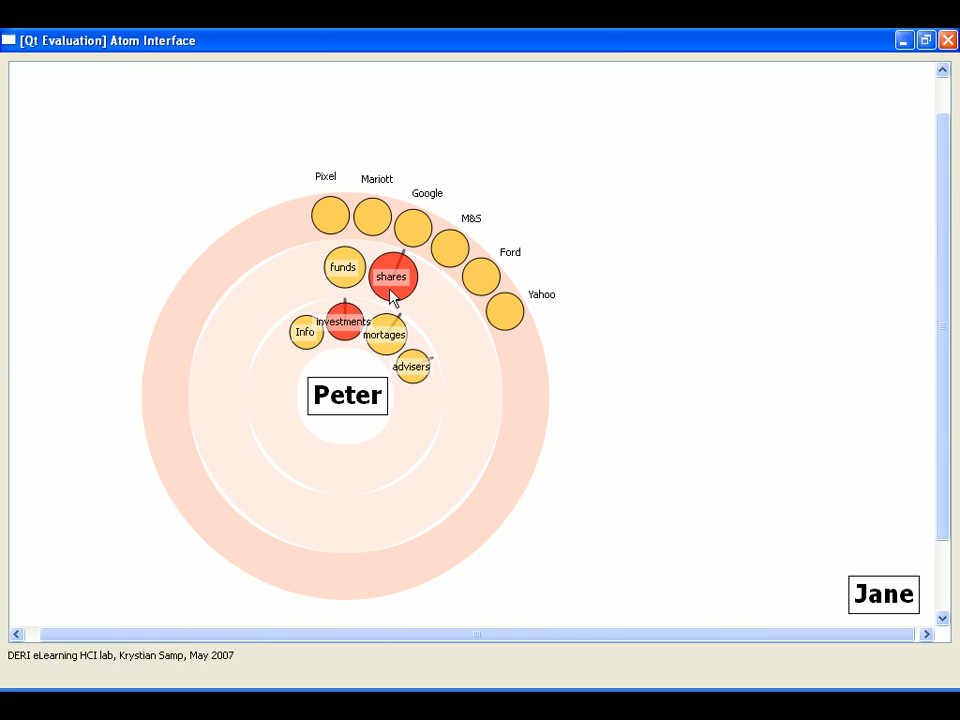 [Qt Evaluation] Atom Interface
Pixel
Mariott
Google
M&S
Ford
Yahoo
funds
shares
Info
investments
mortages
advisers
Peter
Jane
DERI eLearning HCI lab, Krystian Samp, May 2007